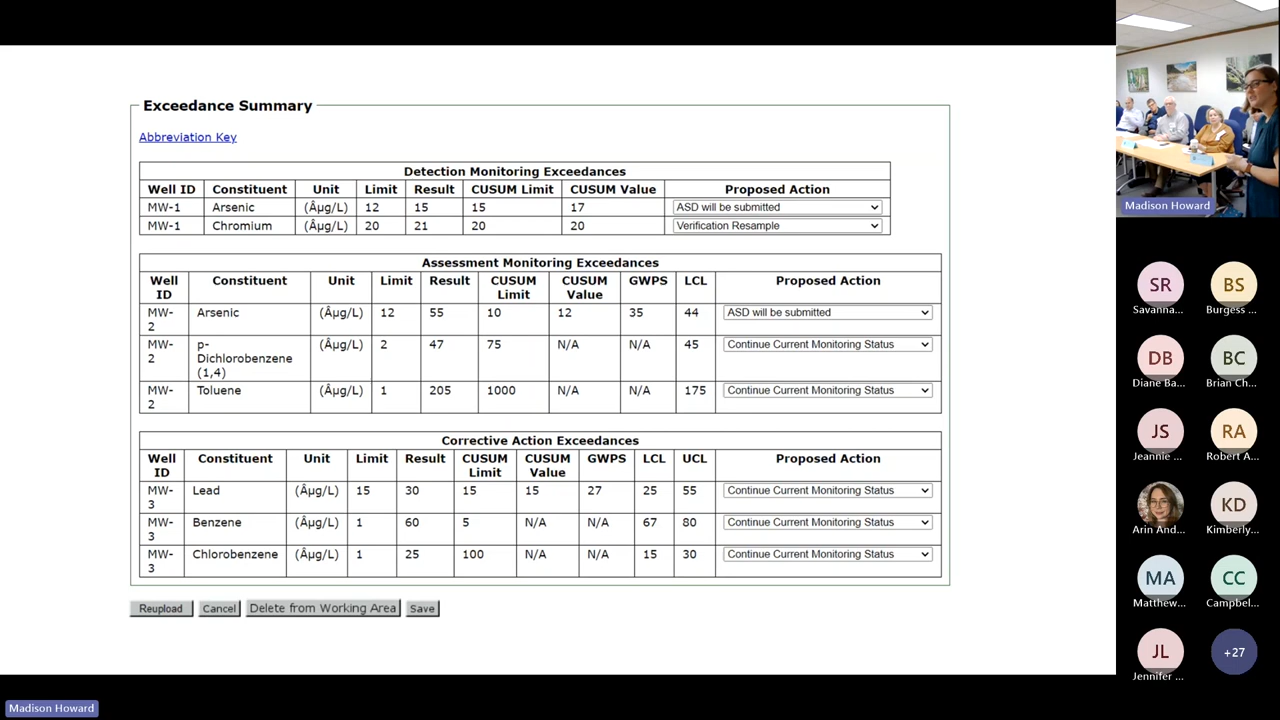 Exceedance Summary
Abbreviation Key
Detection Monitoring Exceedances
Well ID Constituent Unit Limit Result CUSUM Limit CUSUM Value Proposed Action
MW-1 Arsenic (Âµg/L) 12 15 15 17 ASD will be submitted
MW-1 Chromium (Âµg/L) 20 21 20 20 Verification Resample
Assessment Monitoring Exceedances
Well ID Constituent Unit Limit Result CUSUM Limit CUSUM Value GWPS LCL Proposed Action
MW-2 Arsenic (Âµg/L) 12 55 10 12 35 44 ASD will be submitted
MW-2 p-Dichlorobenzene (1,4) (Âµg/L) 2 47 75 N/A N/A 45 Continue Current Monitoring Status
MW-2 Toluene (Âµg/L) 1 205 1000 N/A N/A 175 Continue Current Monitoring Status
Corrective Action Exceedances
Well ID Constituent Unit Limit Result CUSUM Limit CUSUM Value GWPS LCL UCL Proposed Action
MW-3 Lead (Âµg/L) 15 30 15 15 27 25 55 Continue Current Monitoring Status
MW-3 Benzene (Âµg/L) 1 60 5 N/A N/A 67 80 Continue Current Monitoring Status
MW-3 Chlorobenzene (Âµg/L) 1 25 100 N/A N/A 15 30 Continue Current Monitoring Status
Reupload Cancel Delete from Working Area Save
Madison Howard
SR BS
Savanna... Burgess ...
DB BC
Diane Ba... Brian Ch...
JS RA
Jeannie ... Robert A...
KD
Arin And... Kimberly...
MA CC
Matthew... Campbel...
JL +27
Jennifer ...
Madison Howard